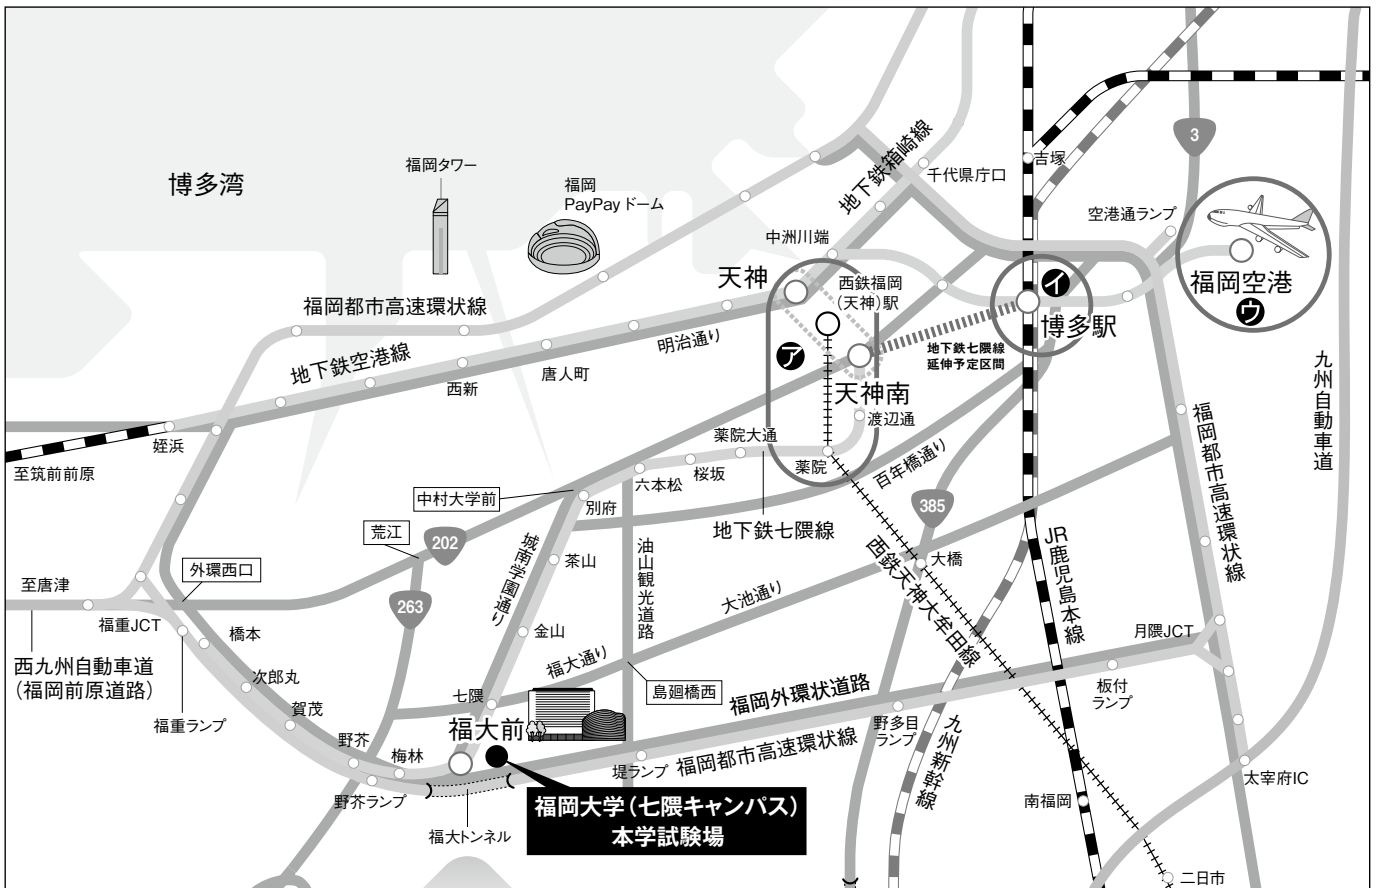 博多湾
福岡タワー
福岡
PayPayドーム
地下鉄箱崎線
千代県庁口
吉塚
3
空港通ランプ
中洲川端
天神
西鉄福岡
（天神）駅
イ
博多駅
福岡空港
ウ
福岡都市高速環状線
地下鉄空港線
明治通り
ア
地下鉄七隈線
延伸予定区間
西新
唐人町
天神南
渡辺通
九州自動車道
姪浜
至筑前前原
薬院大通
桜坂
六本松
薬院
百年橋通り
福岡都市高速環状線
中村大学前
別府
地下鉄七隈線
385
荒江
202
城南学園通り
茶山
油山観光道路
西鉄天神大牟田線
大橋
JR鹿児島本線
外環西口
至唐津
263
大池通り
福重JCT
橋本
金山
月隈JCT
西九州自動車道
（福岡前原道路）
次郎丸
福大通り
島廻橋西
福岡外環状道路
板付
ランプ
福重ランプ
賀茂
七隈
福大前
野芥
梅林
野多目
ランプ
九州新幹線
堤ランプ
福岡都市高速環状線
太宰府IC
野芥ランプ
福岡大学（七隈キャンパス）
本学試験場
南福岡
福大トンネル
二日市